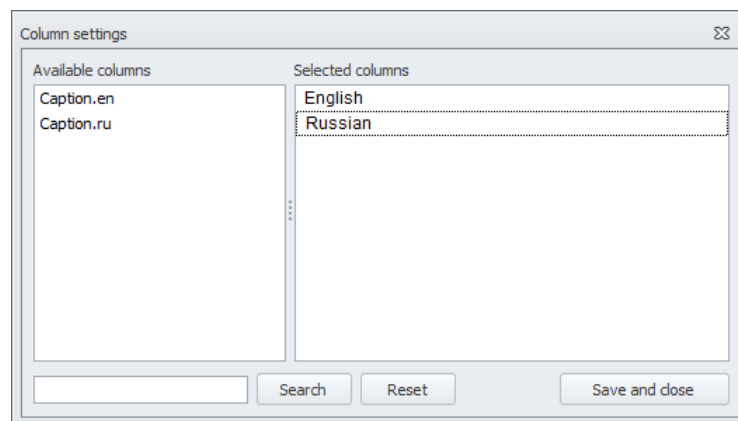 Column settings
Available columns
Selected columns
Caption.en
English
Caption.ru
Russian
Search
Reset
Save and close